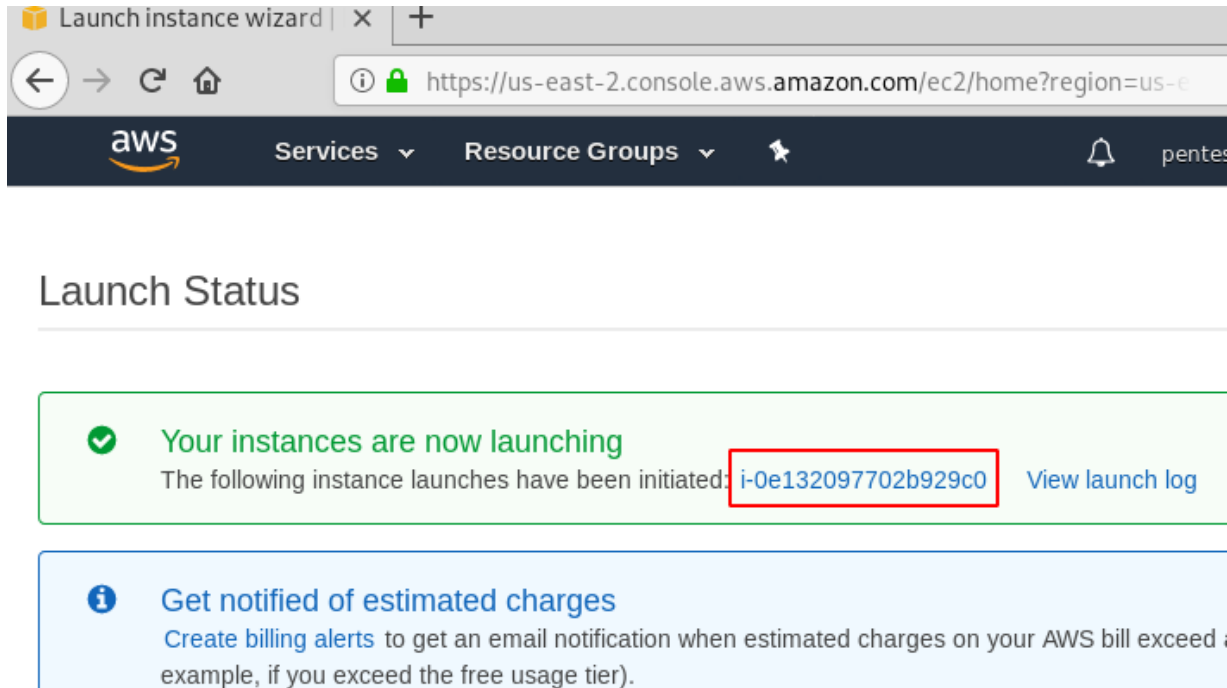 Launch instance wizard
https://us-east-2.console.aws.amazon.com/ec2/home?region=us-e
aws Services Resource Groups pentes
Launch Status
Your instances are now launching
The following instance launches have been initiated: i-0e132097702b929c0 View launch log
Get notified of estimated charges
Create billing alerts to get an email notification when estimated charges on your AWS bill exceed a
example, if you exceed the free usage tier).